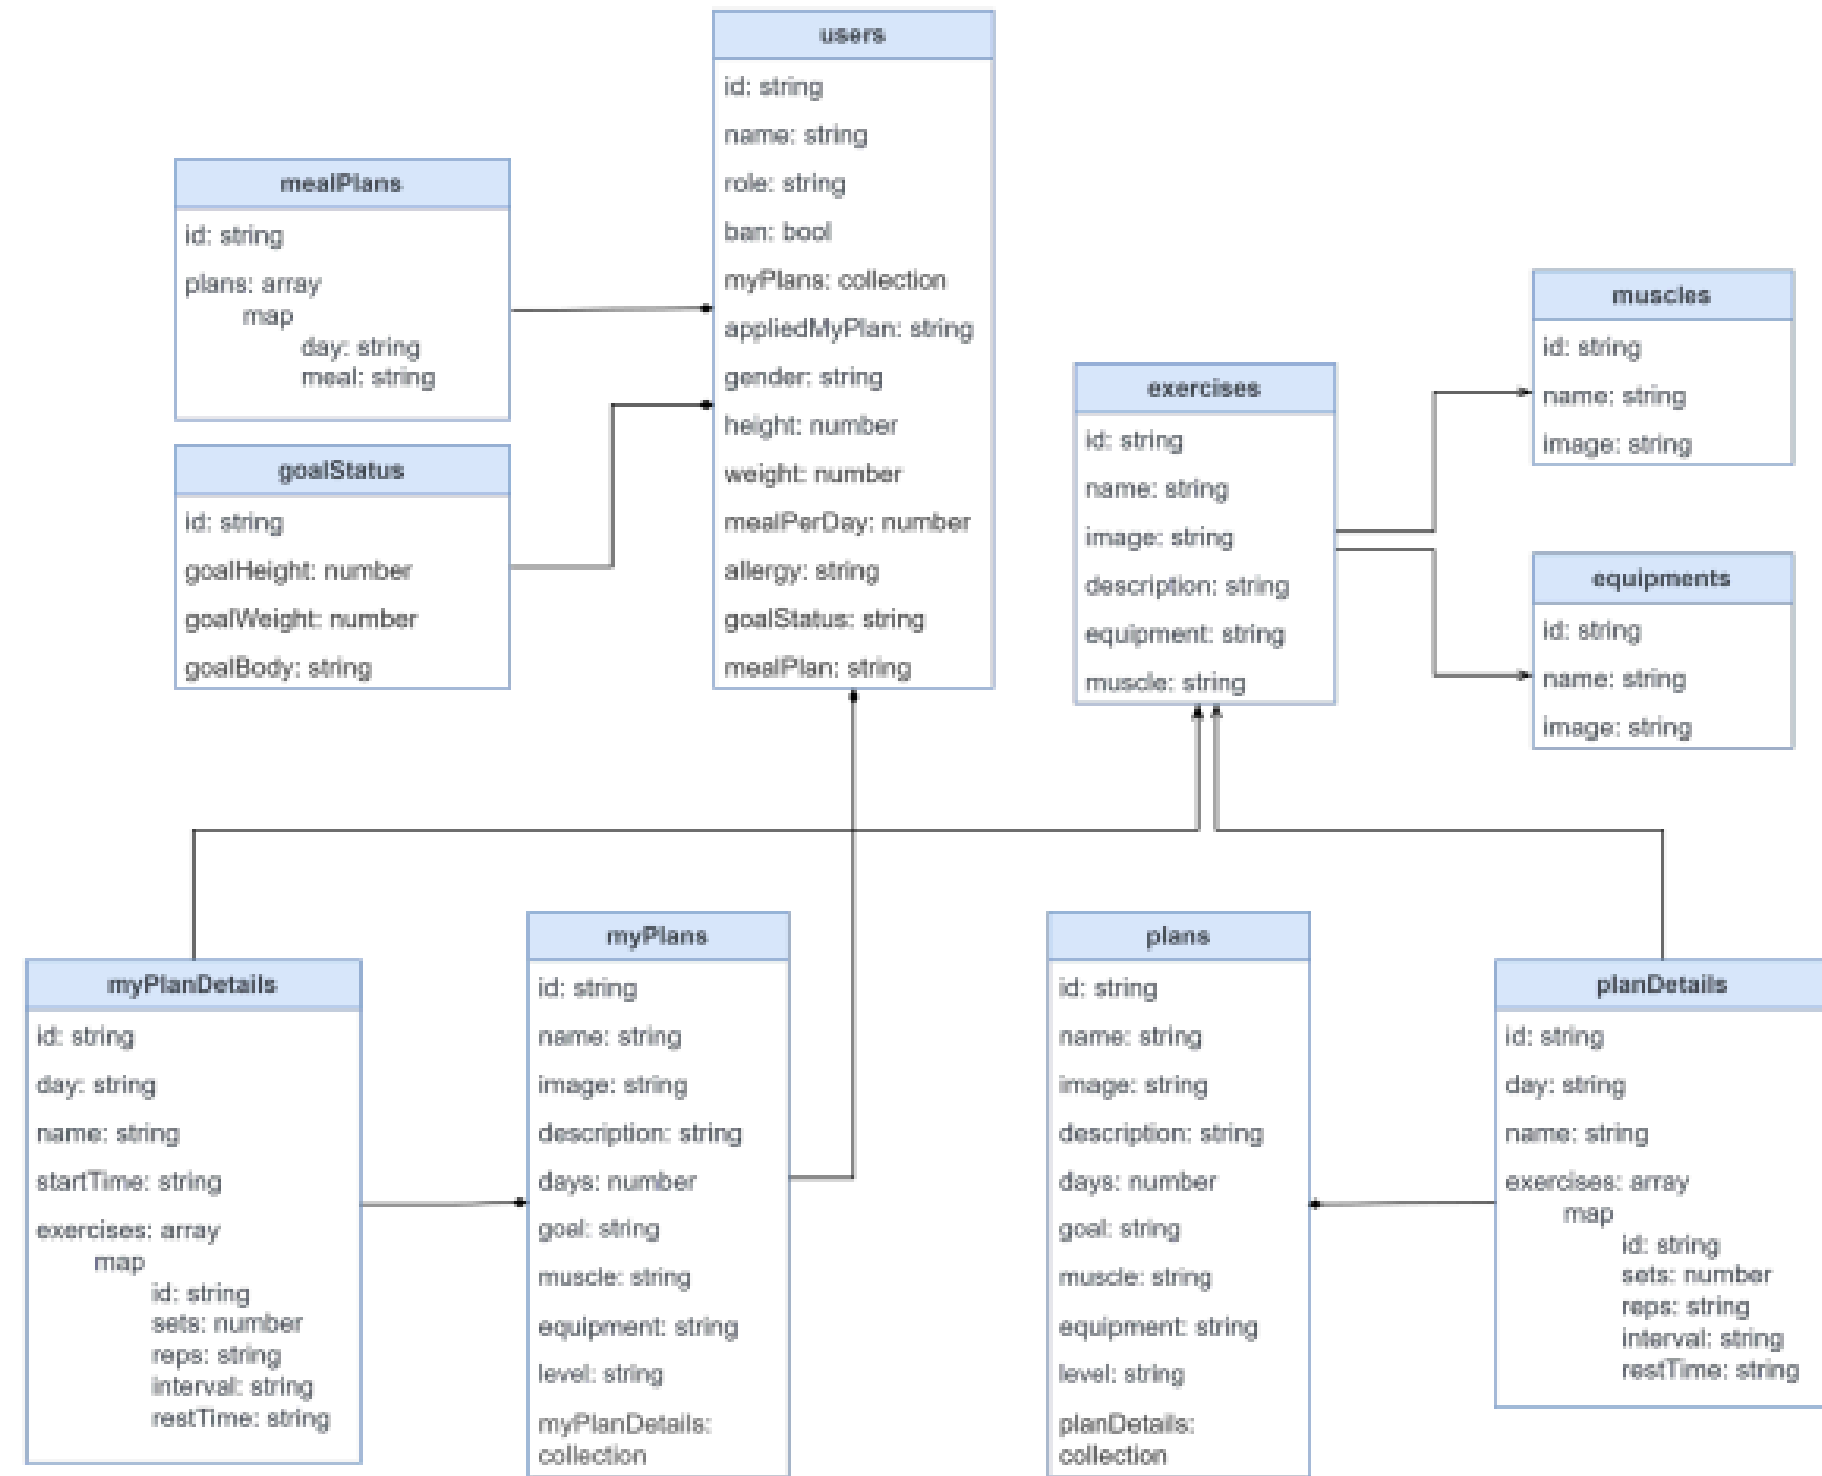 users
id: string
name: string
role: string
ban: bool
myPlans: collection
appliedMyPlan: string
gender: string
height: number
weight: number
mealPerDay: number
allergy: string
goalStatus: string
mealPlan: string
mealPlans
id: string
plans: array
map
day: string
meal: string
goalStatus
id: string
goalHeight: number
goalWeight: number
goalBody: string
exercises
id: string
name: string
image: string
description: string
equipment: string
muscle: string
muscles
id: string
name: string
image: string
equipments
id: string
name: string
image: string
myPlanDetails
id: string
day: string
name: string
startTime: string
exercises: array
map
id: string
sets: number
reps: string
interval: string
restTime: string
myPlans
id: string
name: string
image: string
description: string
days: number
goal: string
muscle: string
equipment: string
level: string
myPlanDetails:
collection
plans
id: string
name: string
image: string
description: string
days: number
goal: string
muscle: string
equipment: string
level: string
planDetails:
collection
planDetails
id: string
day: string
name: string
exercises: array
map
id: string
sets: number
reps: string
interval: string
restTime: string